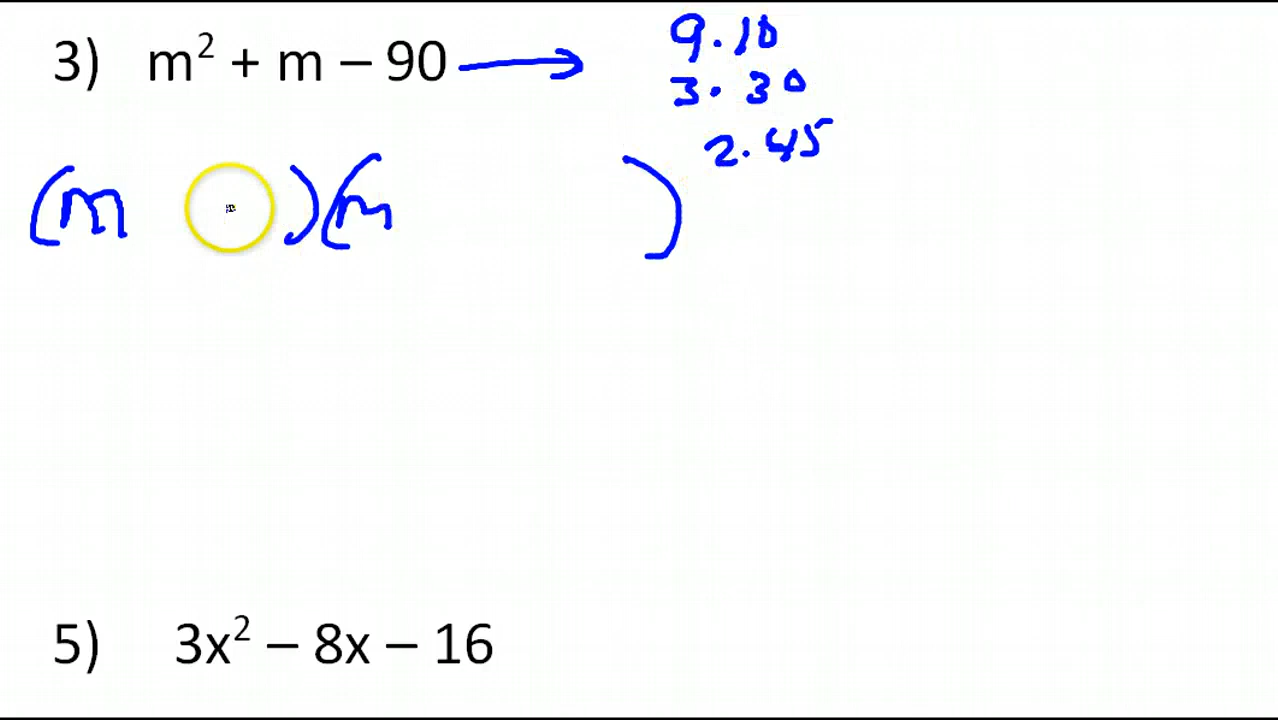 3) m² + m – 90 → 9.10
3.30
2.45
(m )(m )
5) 3x² – 8x – 16